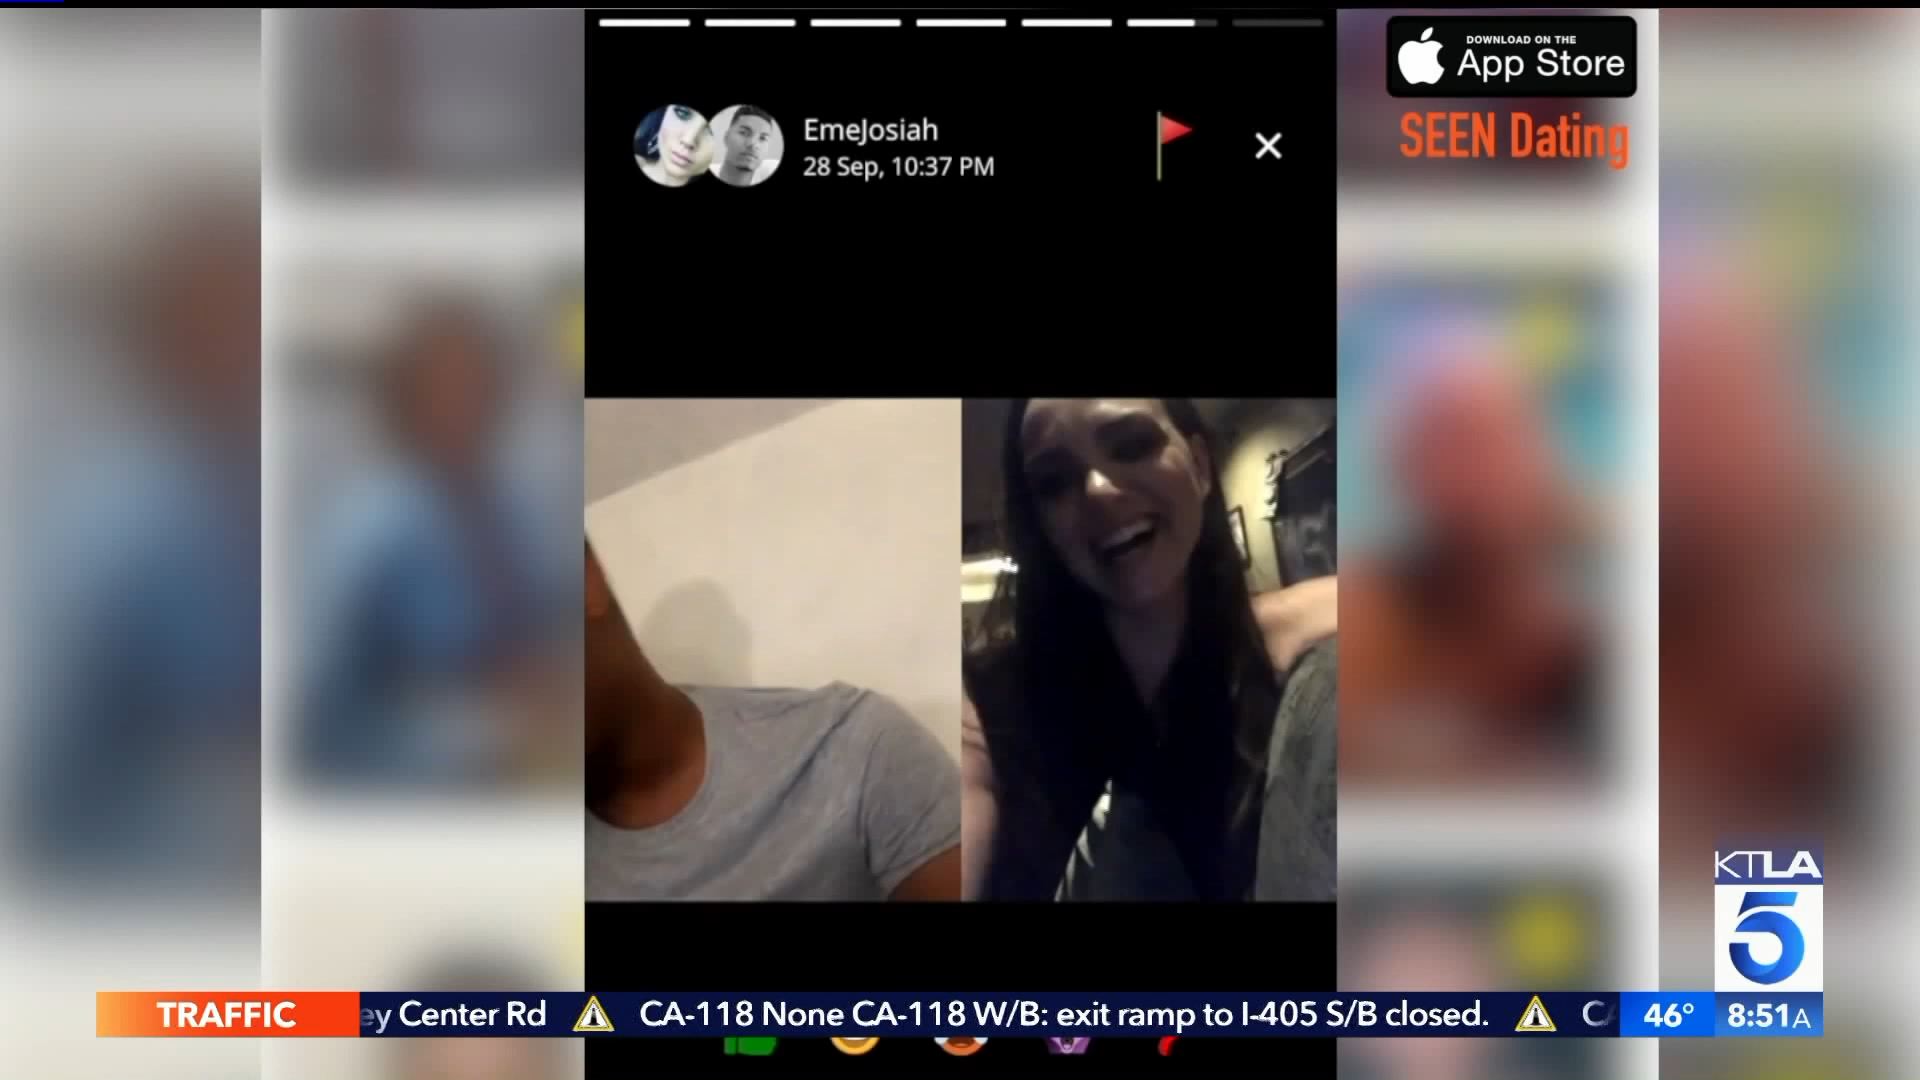 DOWNLOAD ON THE
App Store
SEEN Dating
EmeJosiah
28 Sep, 10:37 PM
KTLA
5
TRAFFIC
ey Center Rd CA-118 None CA-118 W/B: exit ramp to I-405 S/B closed.
46°
8:51A